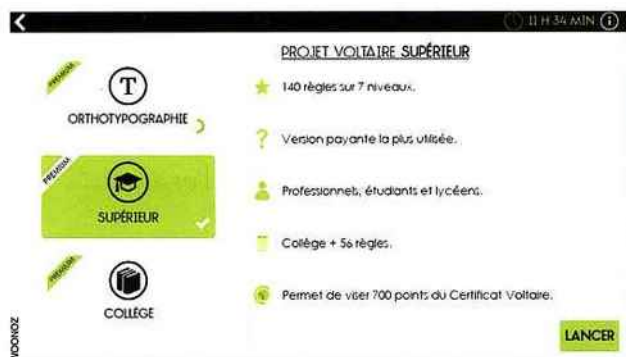 11 H 34 MIN
PROJET VOLTAIRE SUPÉRIEUR
PREMIUM
T
ORTHOTYPOGRAPHIE
140 règles sur 7 niveaux.
? Version payante la plus utilisée.
PREMIUM
SUPÉRIEUR
Professionnels, étudiants et lycéens.
Collège + 56 règles.
PREMIUM
COLLÈGE
Permet de viser 700 points du Certificat Voltaire.
LANCER
WOONOZ